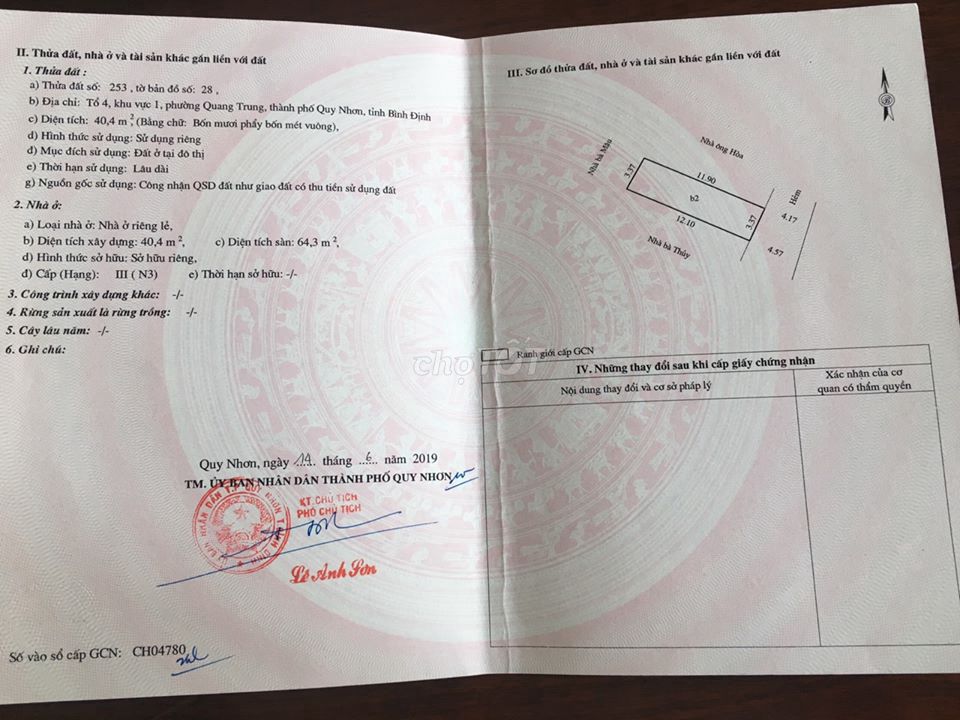 II. Thửa đất, nhà ở và tài sản khác gắn liền với đất
1. Thửa đất :
a) Thửa đất số: 253 , tờ bản đồ số: 28 ,
b) Địa chỉ: Tổ 4, khu vực 1, phường Quang Trung, thành phố Quy Nhơn, tỉnh Bình Định
c) Diện tích: 40,4 m², (Bằng chữ: Bốn mươi phẩy bốn mét vuông),
d) Hình thức sử dụng: Sử dụng riêng
đ) Mục đích sử dụng: Đất ở tại đô thị
e) Thời hạn sử dụng: Lâu dài
g) Nguồn gốc sử dụng: Công nhận QSD đất như giao đất có thu tiền sử dụng đất
2. Nhà ở:
a) Loại nhà ở: Nhà ở riêng lẻ,
b) Diện tích xây dựng: 40,4 m², c) Diện tích sàn: 64,3 m²,
d) Hình thức sở hữu: Sở hữu riêng,
đ) Cấp (Hạng): III ( N3) e) Thời hạn sở hữu: -/-
3. Công trình xây dựng khác: -/-
4. Rừng sản xuất là rừng trồng: -/-
5. Cây lâu năm: -/-
6. Ghi chú:
Quy Nhơn, ngày 19 tháng 6 năm 2019
TM. ỦY BAN NHÂN DÂN THÀNH PHỐ QUY NHƠN
KT.CHỦ TỊCH
PHÓ CHỦ TỊCH
Lê Anh Sơn
Số vào sổ cấp GCN: CH04780
III. Sơ đồ thửa đất, nhà ở và tài sản khác gắn liền với đất
B
Nhà ông Hòa
Nhà bà Mậu
3.37
11.90
b2
12.10
3.37
Hẻm
4.17
4.57
Nhà bà Thủy
Ranh giới cấp GCN
IV. Những thay đổi sau khi cấp giấy chứng nhận
Nội dung thay đổi và cơ sở pháp lý
Xác nhận của cơ
quan có thẩm quyền
chợTỐT